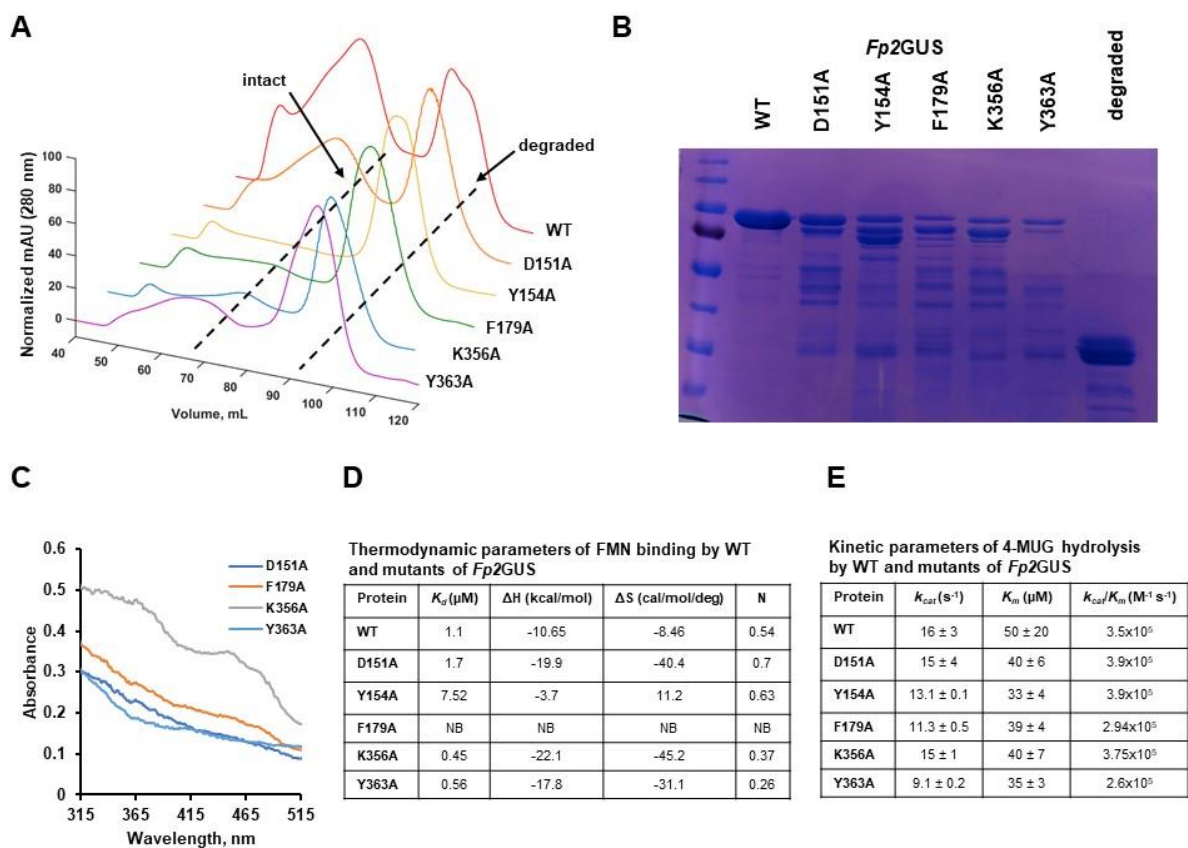 A
intact
degraded
Normalized mAU (280 nm)
100
80
60
40
20
0
40
50
60
70
80
90
100
110
120
Volume, mL
WT
D151A
Y154A
F179A
K356A
Y363A
B
Fp2GUS
WT
D151A
Y154A
F179A
K356A
Y363A
degraded
C
Absorbance
0.6
0.5
0.4
0.3
0.2
0.1
0
315
365
415
465
515
Wavelength, nm
D151A
F179A
K356A
Y363A
D
Thermodynamic parameters of FMN binding by WT
and mutants of Fp2GUS
Protein Kd (µM) ΔH (kcal/mol) ΔS (cal/mol/deg) N
WT 1.1 -10.65 -8.46 0.54
D151A 1.7 -19.9 -40.4 0.7
Y154A 7.52 -3.7 11.2 0.63
F179A NB NB NB NB
K356A 0.45 -22.1 -45.2 0.37
Y363A 0.56 -17.8 -31.1 0.26
E
Kinetic parameters of 4-MUG hydrolysis
by WT and mutants of Fp2GUS
Protein kcat (s⁻¹) Km (µM) kcat/Km (M⁻¹ s⁻¹)
WT 16 ± 3 50 ± 20 3.5x10⁵
D151A 15 ± 4 40 ± 6 3.9x10⁵
Y154A 13.1 ± 0.1 33 ± 4 3.9x10⁵
F179A 11.3 ± 0.5 39 ± 4 2.94x10⁵
K356A 15 ± 1 40 ± 7 3.75x10⁵
Y363A 9.1 ± 0.2 35 ± 3 2.6x10⁵